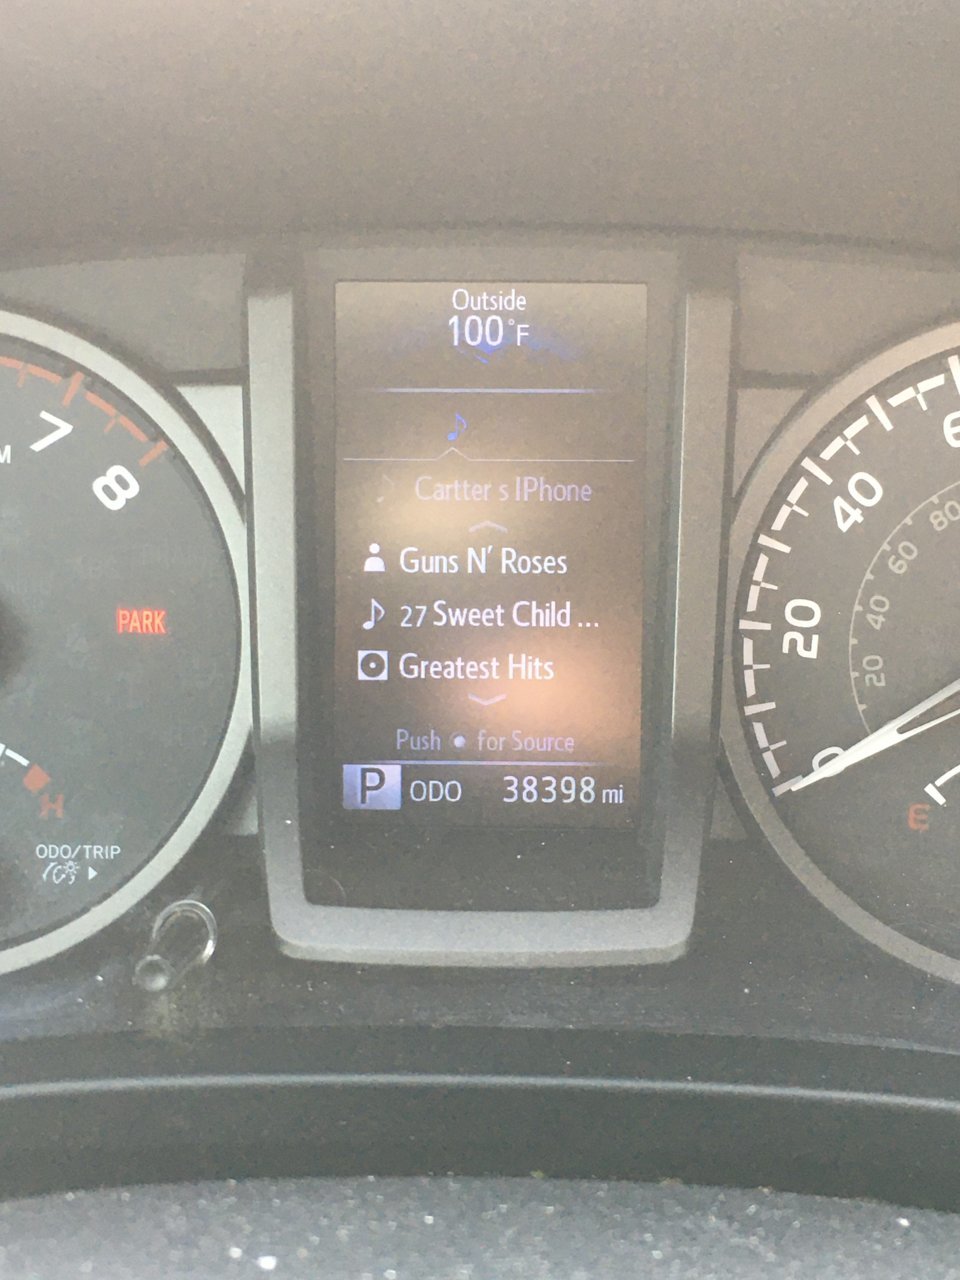 Outside
100°F
Cartter s IPhone
Guns N' Roses
27 Sweet Child ...
Greatest Hits
Push for Source
P ODO 38398 mi
7
8
PARK
H
ODO/TRIP
0
20
40
20
40
60
80
E